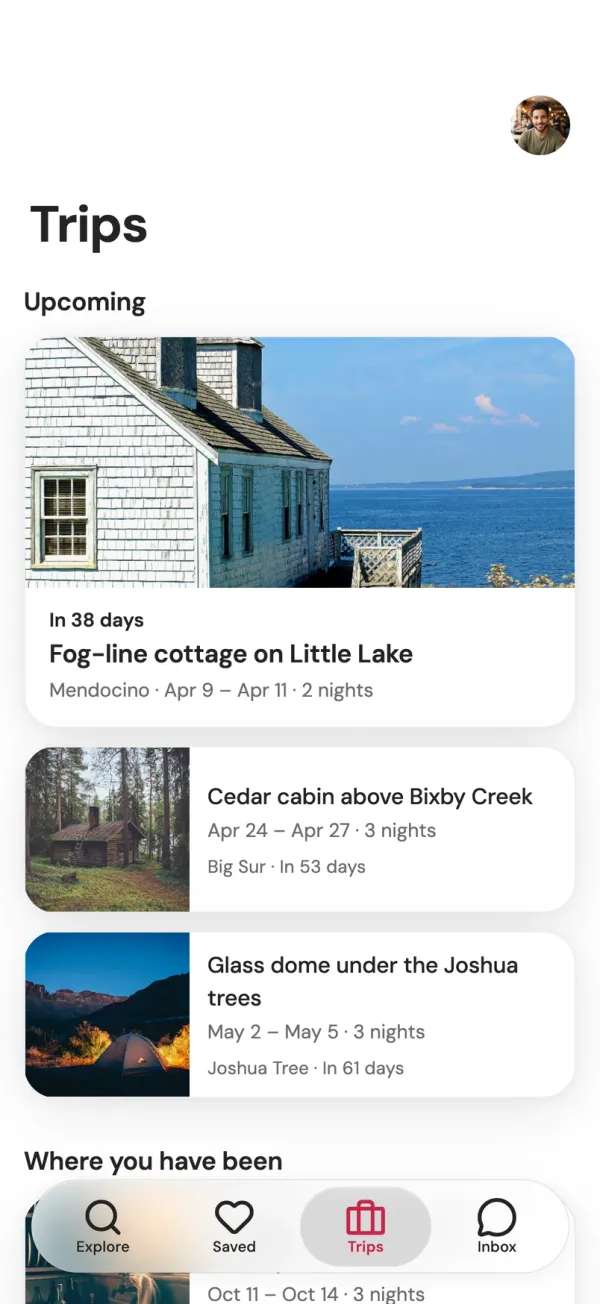 Trips
Upcoming
In 38 days
Fog-line cottage on Little Lake
Mendocino · Apr 9 – Apr 11 · 2 nights
Cedar cabin above Bixby Creek
Apr 24 – Apr 27 · 3 nights
Big Sur · In 53 days
Glass dome under the Joshua
trees
May 2 – May 5 · 3 nights
Joshua Tree · In 61 days
Where you have been
Explore
Saved
Trips
Inbox
Oct 11 – Oct 14 · 3 nights